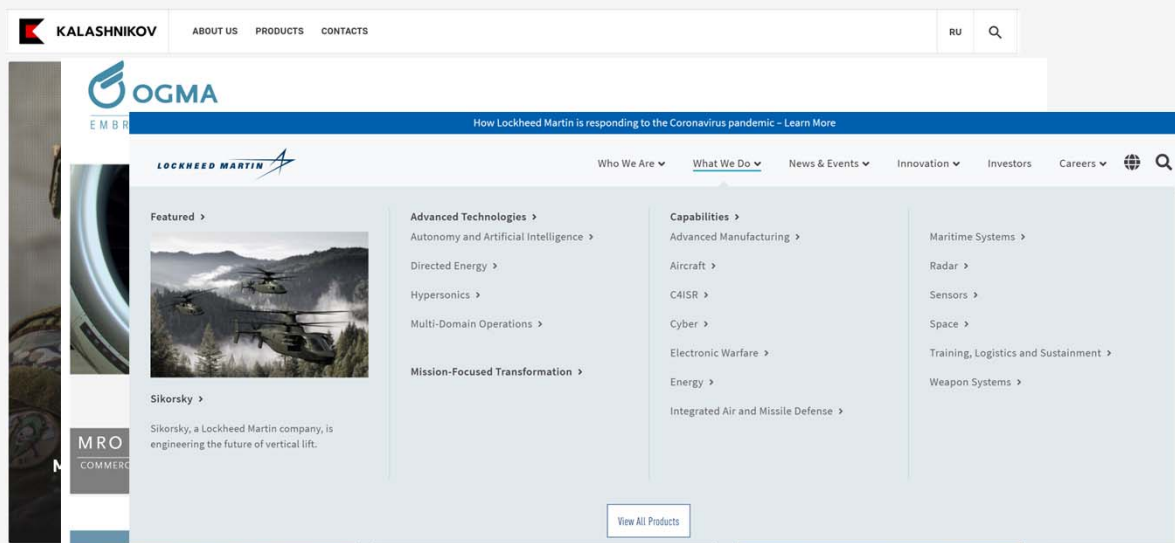 KALASHNIKOV
ABOUT US PRODUCTS CONTACTS
RU
OGMA
EMBR
How Lockheed Martin is responding to the Coronavirus pandemic – Learn More
LOCKHEED MARTIN
Who We Are What We Do News & Events Innovation Investors Careers
Featured >
Sikorsky >
Sikorsky, a Lockheed Martin company, is
engineering the future of vertical lift.
Advanced Technologies >
Autonomy and Artificial Intelligence >
Directed Energy >
Hypersonics >
Multi-Domain Operations >
Mission-Focused Transformation >
Capabilities >
Advanced Manufacturing >
Aircraft >
C4ISR >
Cyber >
Electronic Warfare >
Energy >
Integrated Air and Missile Defense >
Maritime Systems >
Radar >
Sensors >
Space >
Training, Logistics and Sustainment >
Weapon Systems >
View All Products
MRO
COMMERC
M